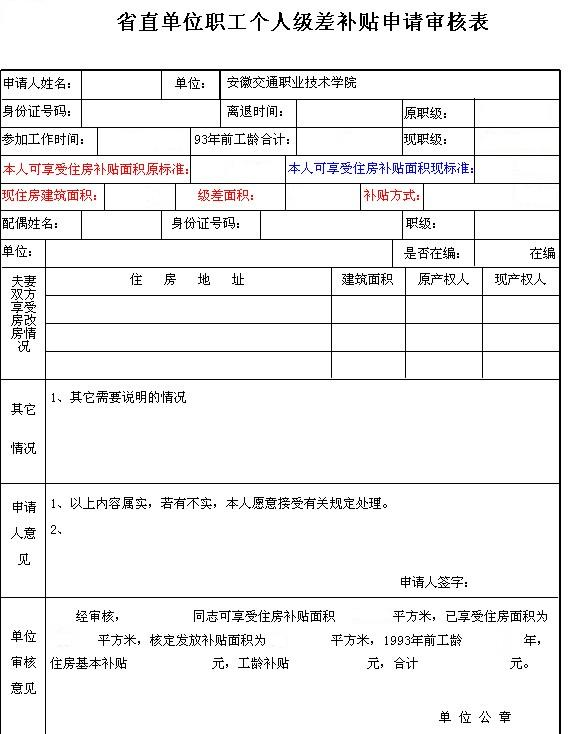 省直单位职工个人级差补贴申请审核表
申请人姓名： 单位： 安徽交通职业技术学院
身份证号码： 离退时间： 原职级：
参加工作时间： 93年前工龄合计： 现职级：
本人可享受住房补贴面积原标准： 本人可享受住房补贴面积现标准：
现住房建筑面积： 级差面积： 补贴方式：
配偶姓名： 身份证号码： 职级：
单位： 是否在编： 在编
夫妻双方享受房改房情况 住 房 地 址 建筑面积 原产权人 现产权人
其它情况
1、其它需要说明的情况
申请人意见
1、以上内容属实，若有不实，本人愿意接受有关规定处理。
2、
申请人签字：
单位审核意见
经审核， 同志可享受住房补贴面积 平方米，已享受住房面积为
平方米，核定发放补贴面积为 平方米，1993年前工龄 年，
住房基本补贴 元，工龄补贴 元，合计 元。
单 位 公 章